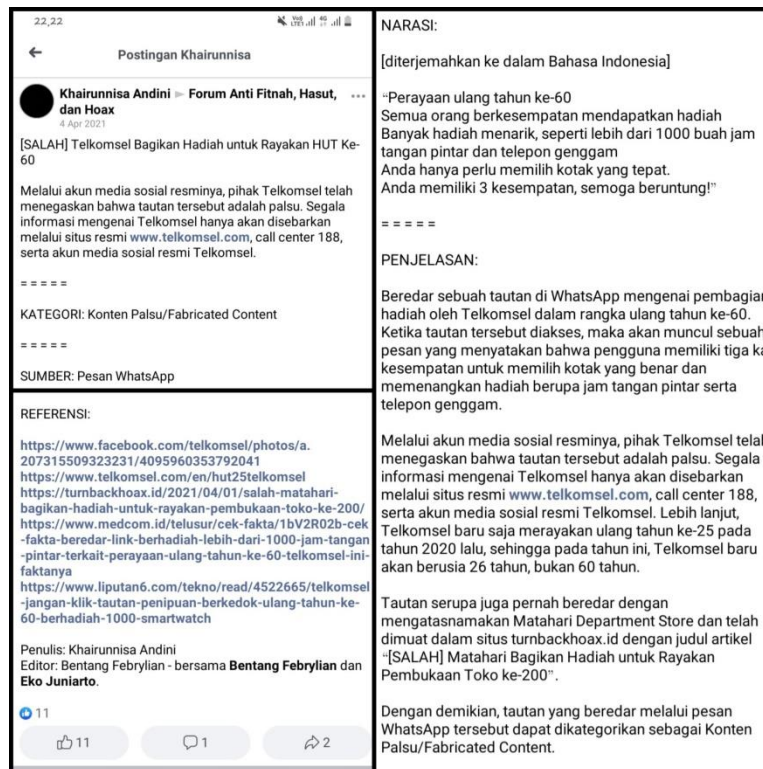 22,22
Postingan Khairunnisa
Khairunnisa Andini ▶ Forum Anti Fitnah, Hasut,
dan Hoax
4 Apr 2021
[SALAH] Telkomsel Bagikan Hadiah untuk Rayakan HUT Ke-
60
Melalui akun media sosial resminya, pihak Telkomsel telah
menegaskan bahwa tautan tersebut adalah palsu. Segala
informasi mengenai Telkomsel hanya akan disebarkan
melalui situs resmi www.telkomsel.com, call center 188,
serta akun media sosial resmi Telkomsel.
= = = = =
KATEGORI: Konten Palsu/Fabricated Content
= = = = =
SUMBER: Pesan WhatsApp
REFERENSI:
https://www.facebook.com/telkomsel/photos/a.
207315509323231/4095960353792041
https://www.telkomsel.com/en/hut25telkomsel
https://turnbackhoax.id/2021/04/01/salah-matahari-
bagikan-hadiah-untuk-rayakan-pembukaan-toko-ke-200/
https://www.medcom.id/telusur/cek-fakta/1bV2R02b-cek
-fakta-beredar-link-berhadiah-lebih-dari-1000-jam-tangan
-pintar-terkait-perayaan-ulang-tahun-ke-60-telkomsel-ini-
faktanya
https://www.liputan6.com/tekno/read/4522665/telkomsel
-jangan-klik-tautan-penipuan-berkedok-ulang-tahun-ke-
60-berhadiah-1000-smartwatch
Penulis: Khairunnisa Andini
Editor: Bentang Febrylian - bersama Bentang Febrylian dan
Eko Juniarto.
11
11
1
2
NARASI:
[diterjemahkan ke dalam Bahasa Indonesia]
“Perayaan ulang tahun ke-60
Semua orang berkesempatan mendapatkan hadiah
Banyak hadiah menarik, seperti lebih dari 1000 buah jam
tangan pintar dan telepon genggam
Anda hanya perlu memilih kotak yang tepat.
Anda memiliki 3 kesempatan, semoga beruntung!”
= = = = =
PENJELASAN:
Beredar sebuah tautan di WhatsApp mengenai pembagian
hadiah oleh Telkomsel dalam rangka ulang tahun ke-60.
Ketika tautan tersebut diakses, maka akan muncul sebuah
pesan yang menyatakan bahwa pengguna memiliki tiga ka
kesempatan untuk memilih kotak yang benar dan
memenangkan hadiah berupa jam tangan pintar serta
telepon genggam.
Melalui akun media sosial resminya, pihak Telkomsel telah
menegaskan bahwa tautan tersebut adalah palsu. Segala
informasi mengenai Telkomsel hanya akan disebarkan
melalui situs resmi www.telkomsel.com, call center 188,
serta akun media sosial resmi Telkomsel. Lebih lanjut,
Telkomsel baru saja merayakan ulang tahun ke-25 pada
tahun 2020 lalu, sehingga pada tahun ini, Telkomsel baru
akan berusia 26 tahun, bukan 60 tahun.
Tautan serupa juga pernah beredar dengan
mengatasnamakan Matahari Department Store dan telah
dimuat dalam situs turnbackhoax.id dengan judul artikel
“[SALAH] Matahari Bagikan Hadiah untuk Rayakan
Pembukaan Toko ke-200”.
Dengan demikian, tautan yang beredar melalui pesan
WhatsApp tersebut dapat dikategorikan sebagai Konten
Palsu/Fabricated Content.